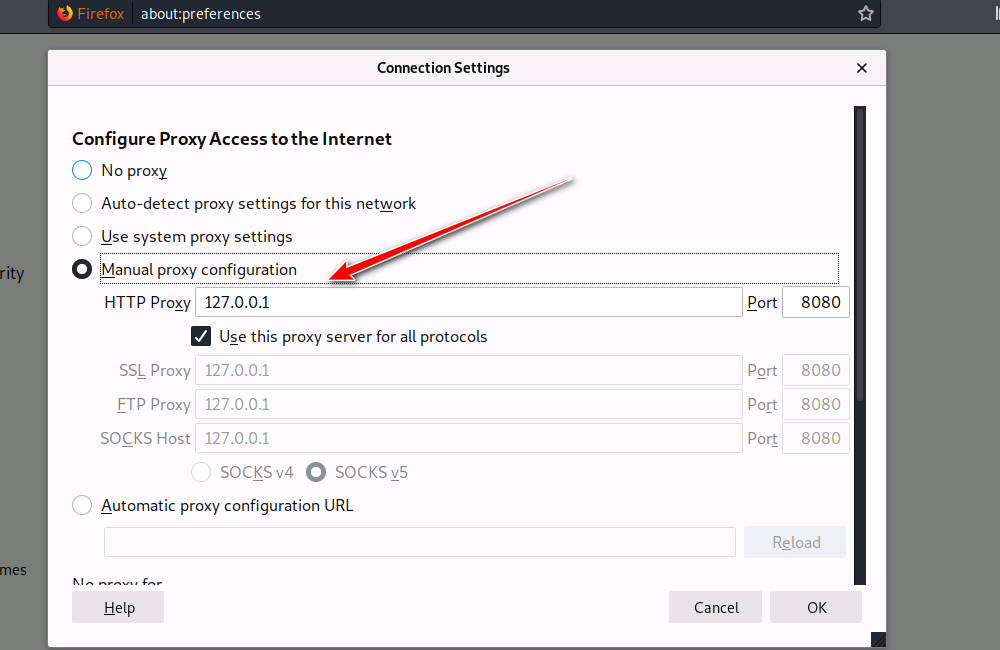 Firefox about:preferences
Connection Settings
Configure Proxy Access to the Internet
No proxy
Auto-detect proxy settings for this network
Use system proxy settings
rity
Manual proxy configuration
HTTP Proxy 127.0.0.1 Port 8080
Use this proxy server for all protocols
SSL Proxy 127.0.0.1 Port 8080
FTP Proxy 127.0.0.1 Port 8080
SOCKS Host 127.0.0.1 Port 8080
SOCKS v4 SOCKS v5
Automatic proxy configuration URL
Reload
mes
No proxy for
Help Cancel OK